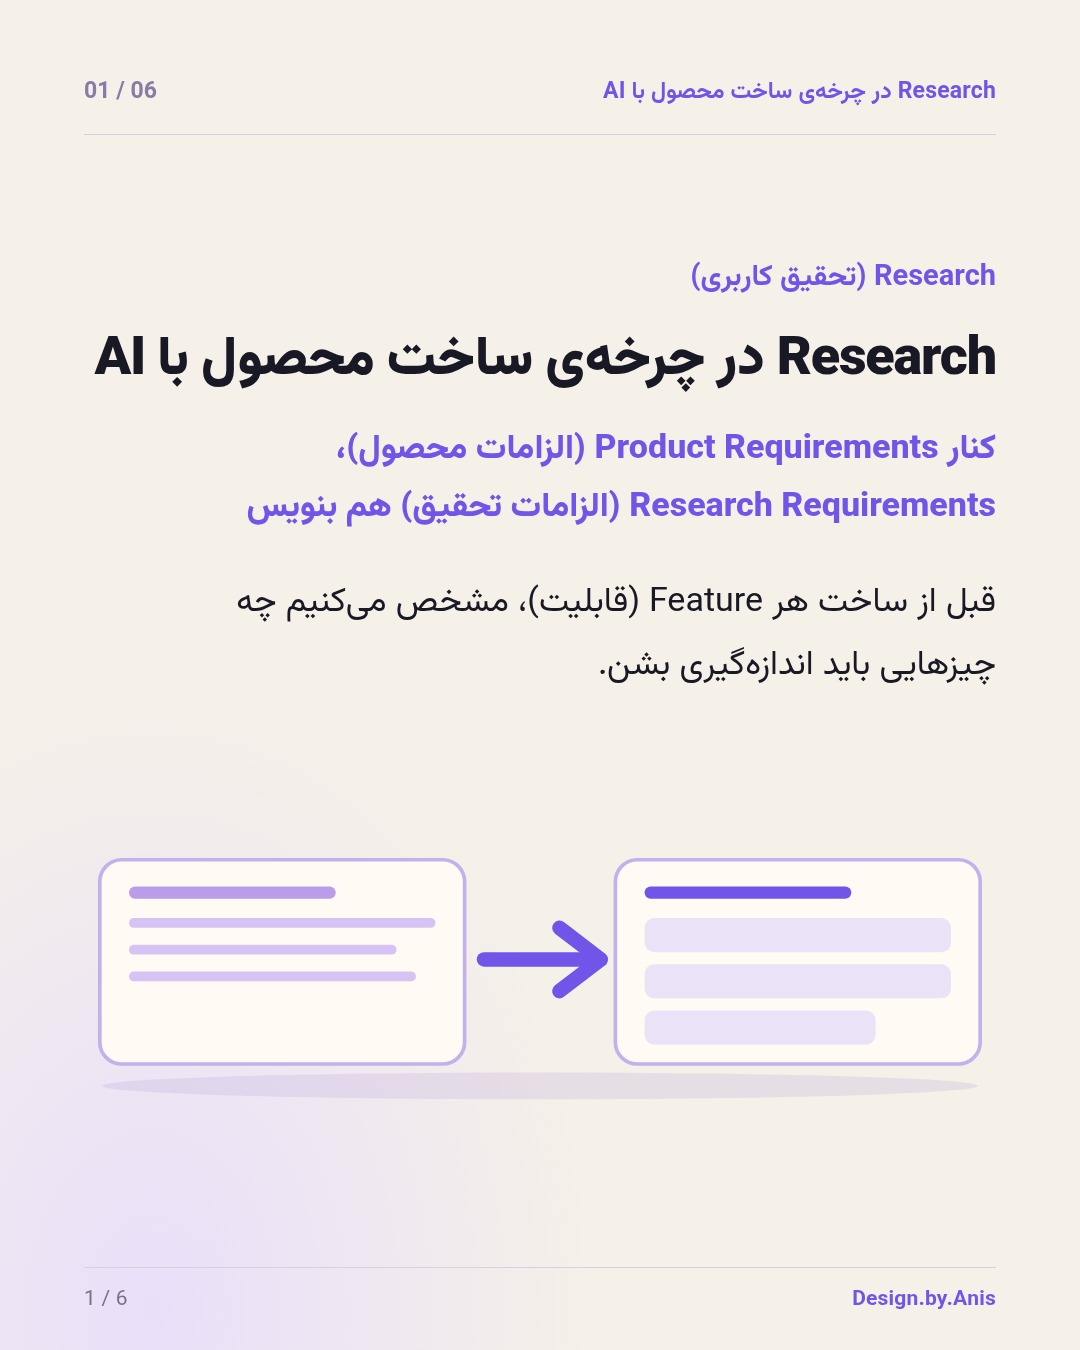 Research در چرخه‌ی ساخت محصول با AI
01 / 06
Research (تحقیق کاربری)
Research در چرخه‌ی ساخت محصول با AI
کنار Product Requirements (الزامات محصول)،
Research Requirements (الزامات تحقیق) هم بنویس
قبل از ساخت هر Feature (قابلیت)، مشخص می‌کنیم چه
چیزهایی باید اندازه‌گیری بشن.
Design.by.Anis
1 / 6